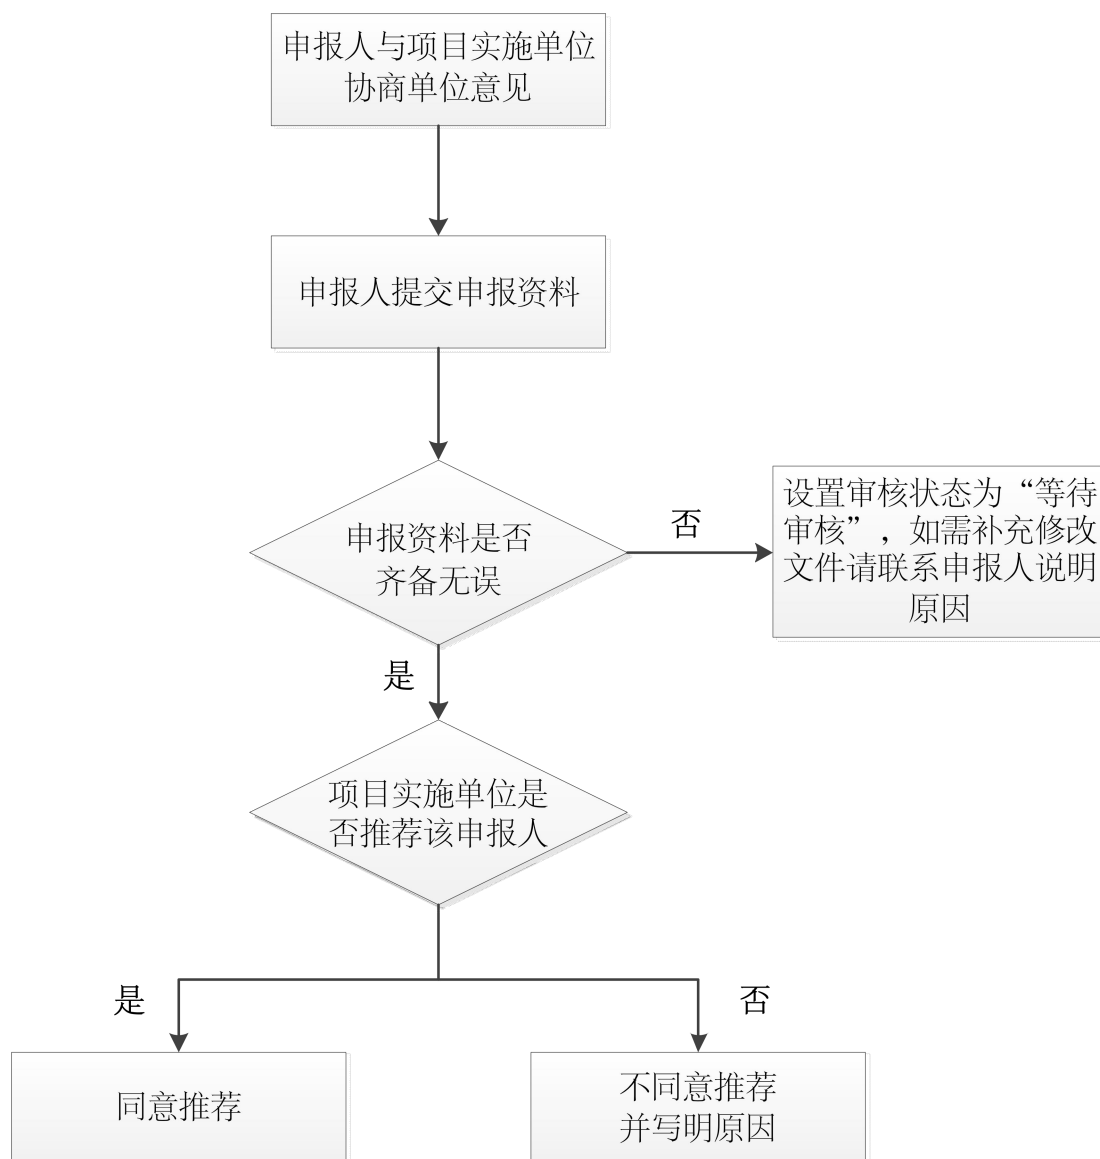 申报人与项目实施单位
协商单位意见
申报人提交申报资料
申报资料是否
齐备无误
否
设置审核状态为“等待
审核”，如需补充修改
文件请联系申报人说明
原因
是
项目实施单位是
否推荐该申报人
是
否
同意推荐
不同意推荐
并写明原因